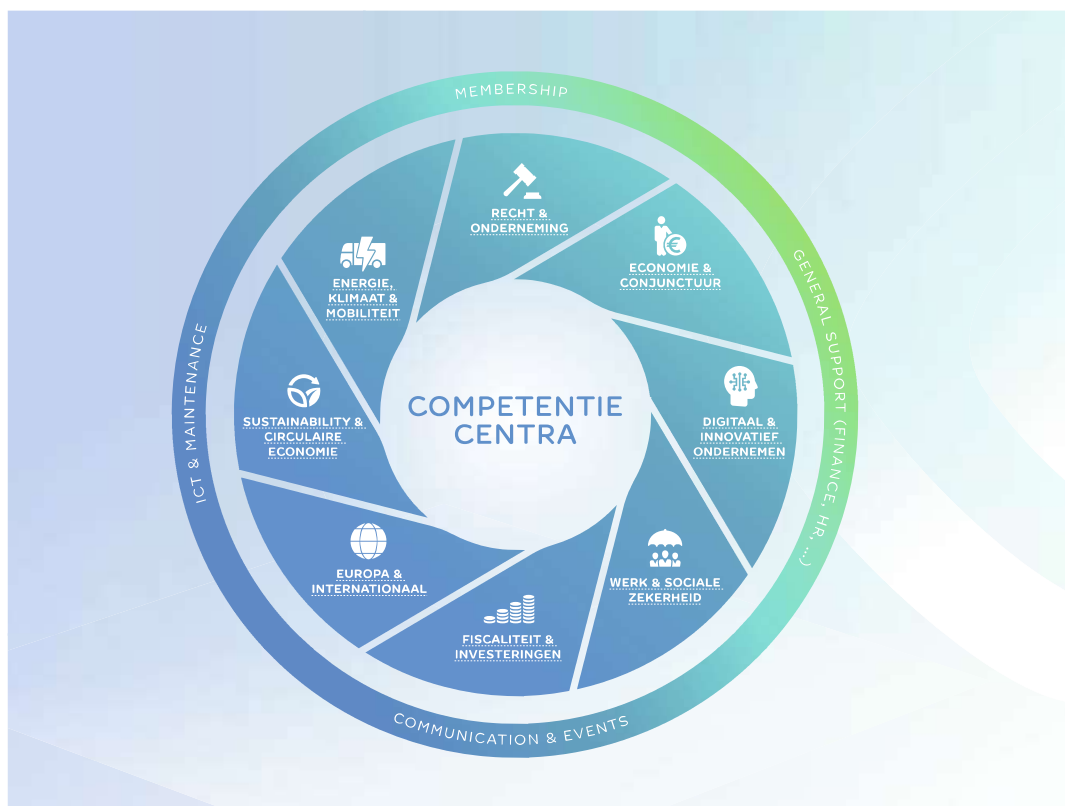 MEMBERSHIP
RECHT &
ONDERNEMING
ECONOMIE &
CONJUNCTUUR
GENERAL SUPPORT (FINANCE, HR, ...)
ENERGIE,
KLIMAAT &
MOBILITEIT
ICT & MAINTENANCE
SUSTAINABILITY &
CIRCULAIRE
ECONOMIE
COMPETENTIE
CENTRA
DIGITAAL &
INNOVATIEF
ONDERNEMEN
EUROPA &
INTERNATIONAAL
WERK & SOCIALE
ZEKERHEID
FISCALITEIT &
INVESTERINGEN
COMMUNICATION & EVENTS